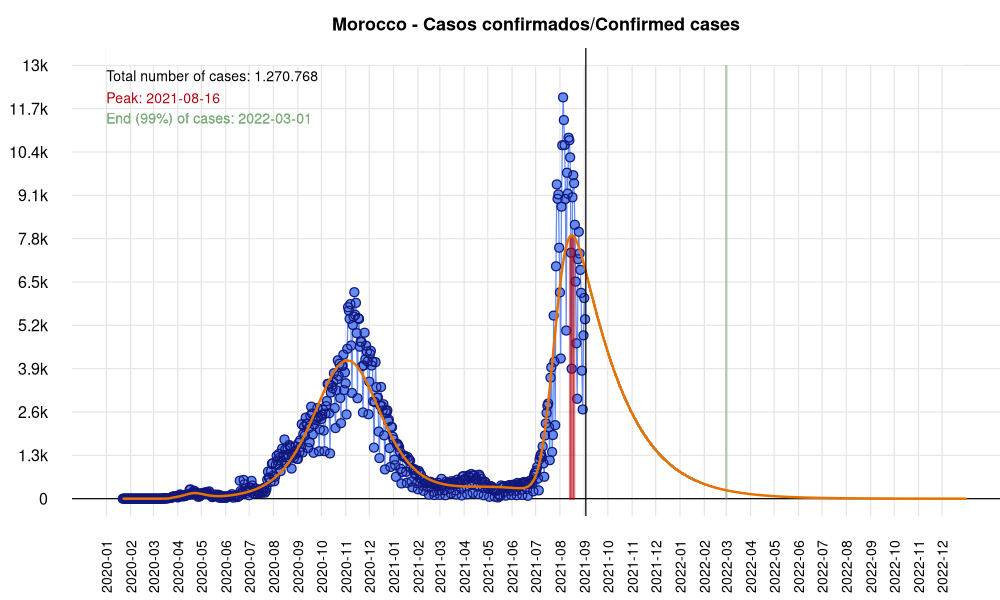 Morocco - Casos confirmados/Confirmed cases
Total number of cases: 1.270.768
Peak: 2021-08-16
End (99%) of cases: 2022-03-01
13k
11.7k
10.4k
9.1k
7.8k
6.5k
5.2k
3.9k
2.6k
1.3k
0
2020-01
2020-02
2020-03
2020-04
2020-05
2020-06
2020-07
2020-08
2020-09
2020-10
2020-11
2020-12
2021-01
2021-02
2021-03
2021-04
2021-05
2021-06
2021-07
2021-08
2021-09
2021-10
2021-11
2021-12
2022-01
2022-02
2022-03
2022-04
2022-05
2022-06
2022-07
2022-08
2022-09
2022-10
2022-11
2022-12